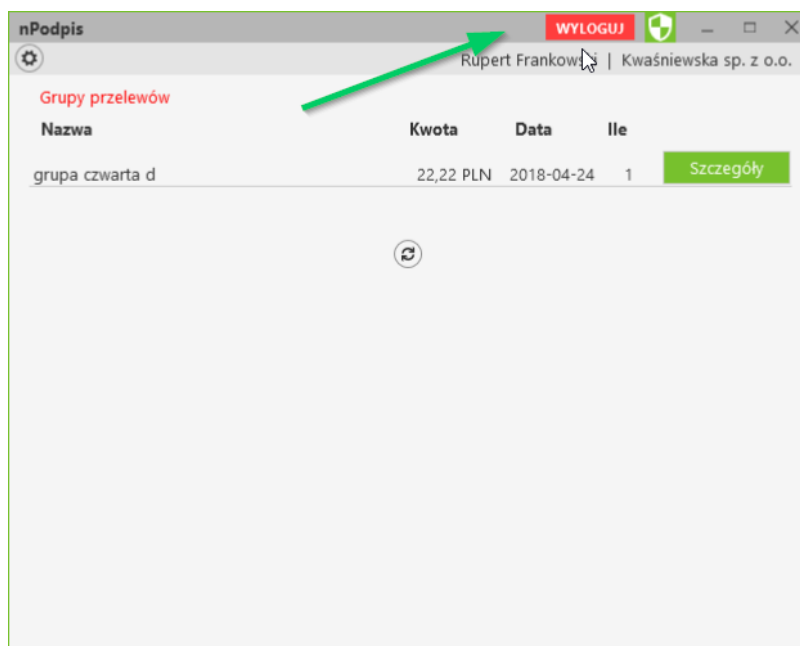 nPodpis WYLOGUJ
Rupert Frankowski | Kwaśniewska sp. z o.o.
Grupy przelewów
Nazwa Kwota Data Ile
grupa czwarta d 22,22 PLN 2018-04-24 1 Szczegóły